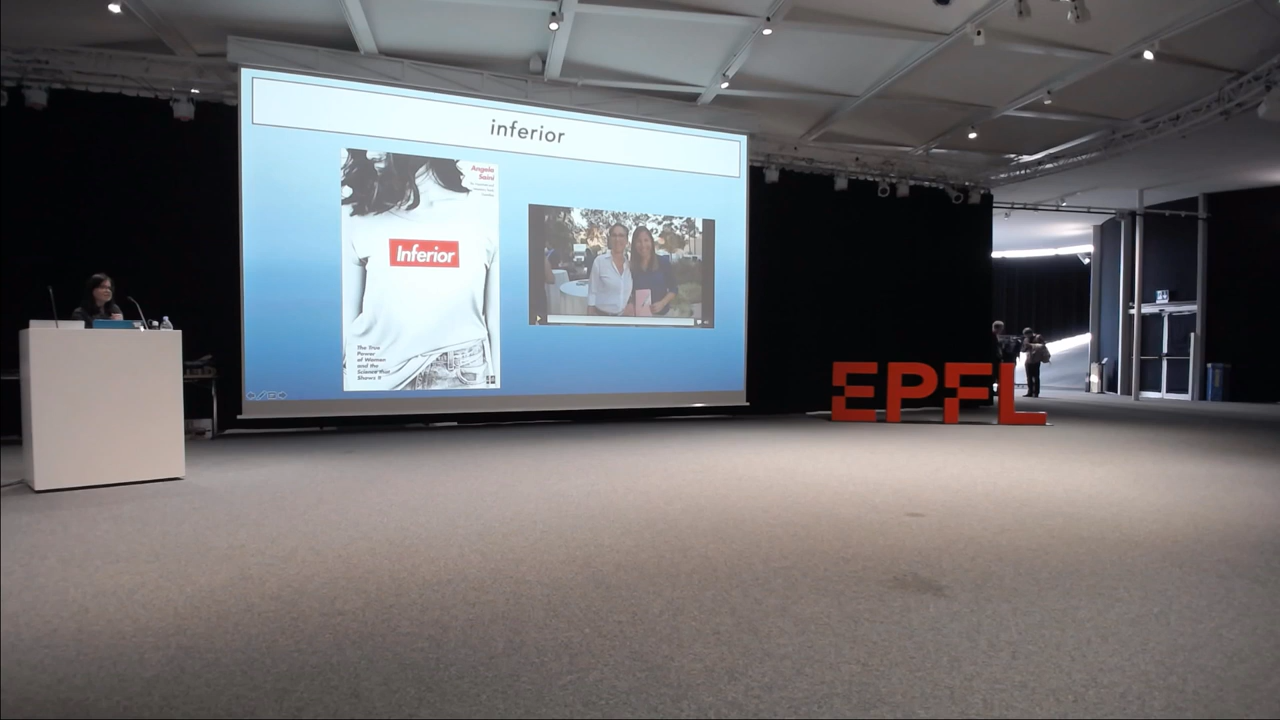 inferior
Angela
Saini
Inferior
The True
Power
of Women
and the
Science that
Shows It
EPFL